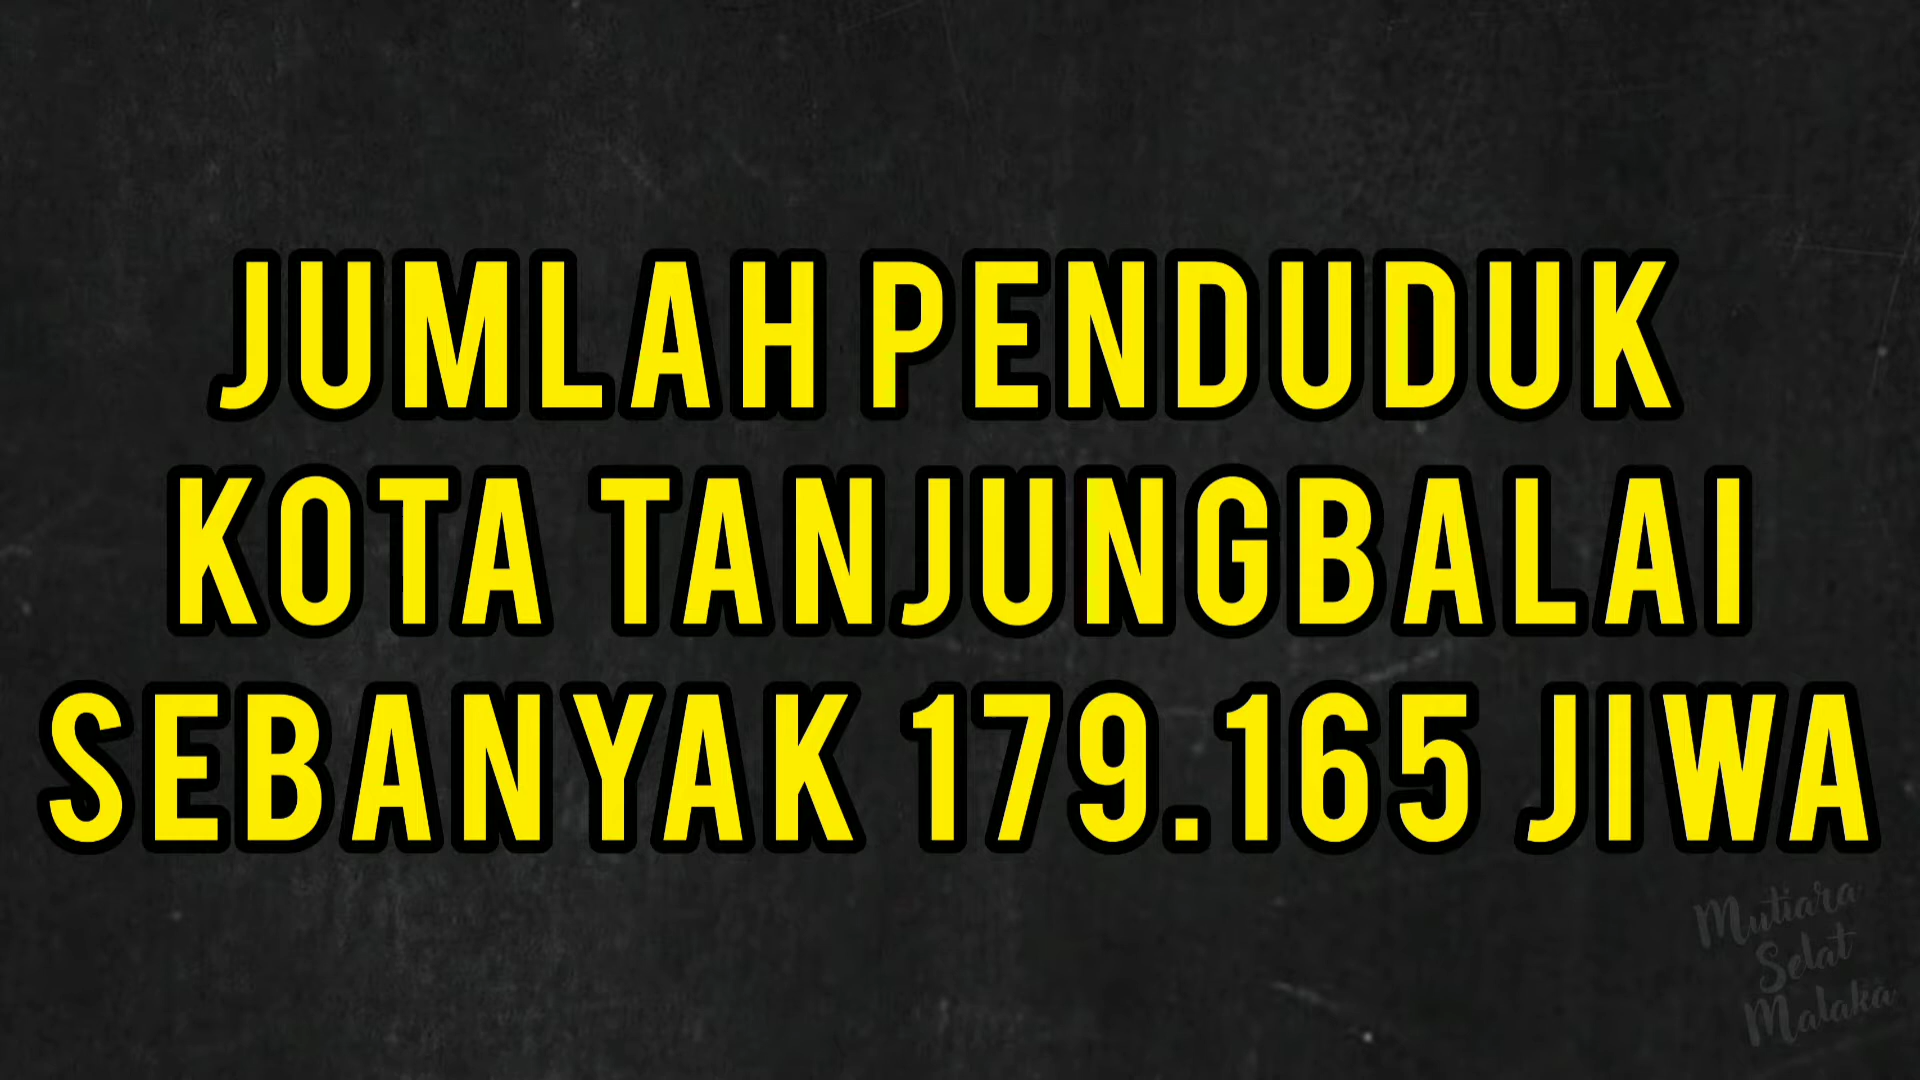 JUMLAH PENDUDUK
KOTA TANJUNGBALAI
SEBANYAK 179.165 JIWA
Mutiara
Selat
Malaka